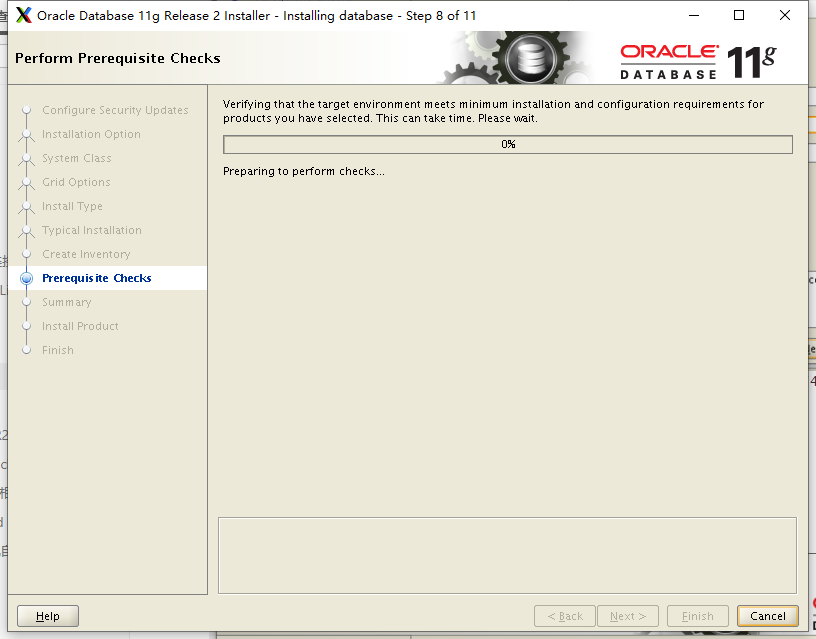 Oracle Database 11g Release 2 Installer - Installing database - Step 8 of 11
Perform Prerequisite Checks
ORACLE
DATABASE
11g
Configure Security Updates
Installation Option
System Class
Grid Options
Install Type
Typical Installation
Create Inventory
Prerequisite Checks
Summary
Install Product
Finish
Verifying that the target environment meets minimum installation and configuration requirements for
products you have selected. This can take time. Please wait.
0%
Preparing to perform checks...
Help
< Back
Next >
Finish
Cancel